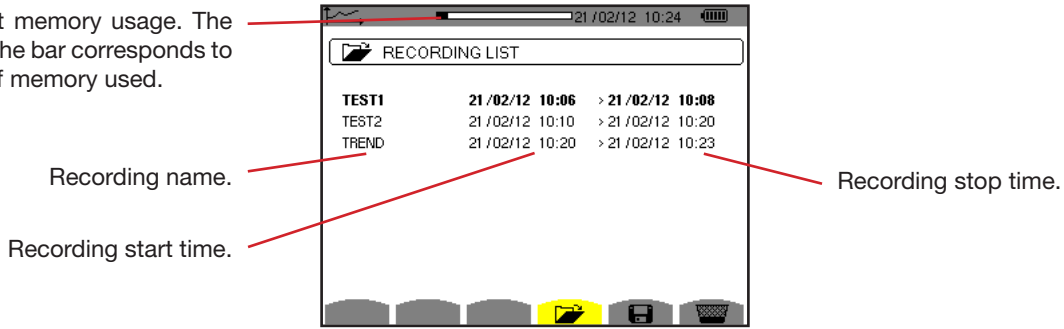 t memory usage. The
he bar corresponds to
f memory used.
21/02/12 10:24
RECORDING LIST
TEST1 21/02/12 10:06 > 21/02/12 10:08
TEST2 21/02/12 10:10 > 21/02/12 10:20
TREND 21/02/12 10:20 > 21/02/12 10:23
Recording name.
Recording stop time.
Recording start time.